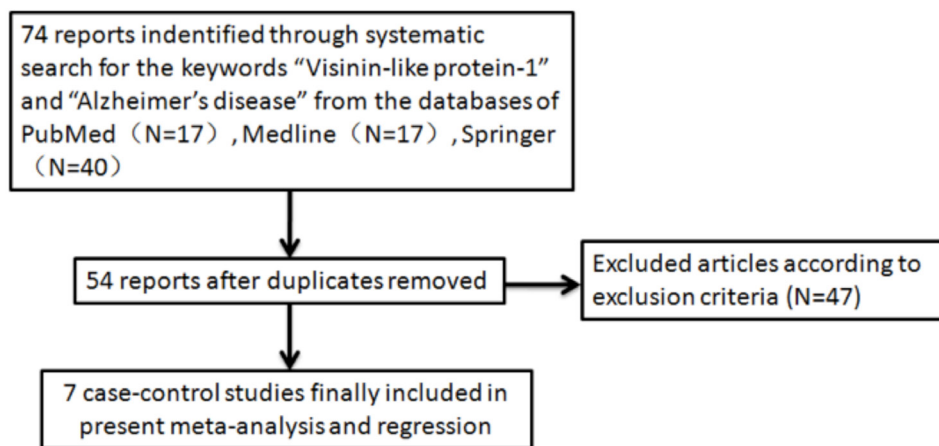 74 reports indentified through systematic
search for the keywords “Visinin-like protein-1”
and “Alzheimer’s disease” from the databases of
PubMed（N=17）, Medline（N=17）, Springer
（N=40）
54 reports after duplicates removed
Excluded articles according to
exclusion criteria (N=47)
7 case-control studies finally included in
present meta-analysis and regression